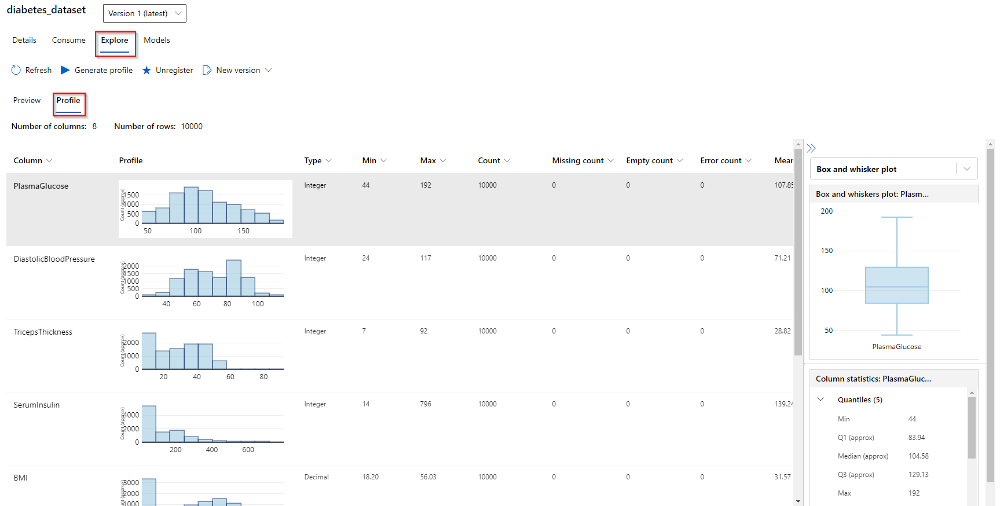 diabetes_dataset Version 1 (latest)
Details Consume Explore Models
Refresh Generate profile Unregister New version
Preview Profile
Number of columns: 8 Number of rows: 10000
Column Profile Type Min Max Count Missing count Empty count Error count Mean
PlasmaGlucose Integer 44 192 10000 0 0 0 107.85
Count (approx)
1500
1000
500
0
50 100 150
DiastolicBloodPressure Integer 24 117 10000 0 0 0 71.21
Count (approx)
2000
1500
1000
500
0
40 60 80 100
TricepsThickness Integer 7 92 10000 0 0 0 28.82
Count (approx)
2000
1000
0
20 40 60 80
SerumInsulin Integer 14 796 10000 0 0 0 139.24
Count (approx)
4000
2000
0
200 400 600
BMI Decimal 18.20 56.03 10000 0 0 0 31.57
Count (approx)
3000
2000
1000
Box and whisker plot
Box and whiskers plot: Plasm...
200
150
100
50
PlasmaGlucose
Column statistics: PlasmaGluc...
Quantiles (5)
Min 44
Q1 (approx) 83.94
Median (approx) 104.58
Q3 (approx) 129.13
Max 192